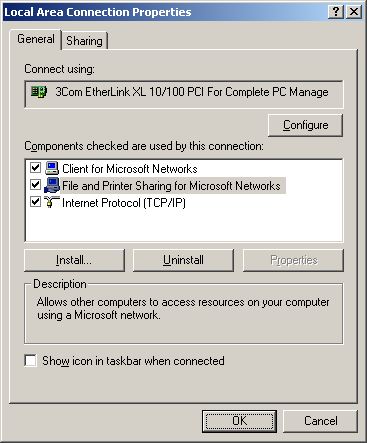 Local Area Connection Properties
General
Sharing
Connect using:
3Com EtherLink XL 10/100 PCI For Complete PC Manage
Configure
Components checked are used by this connection:
Client for Microsoft Networks
File and Printer Sharing for Microsoft Networks
Internet Protocol (TCP/IP)
Install...
Uninstall
Properties
Description
Allows other computers to access resources on your computer
using a Microsoft network.
Show icon in taskbar when connected
OK
Cancel